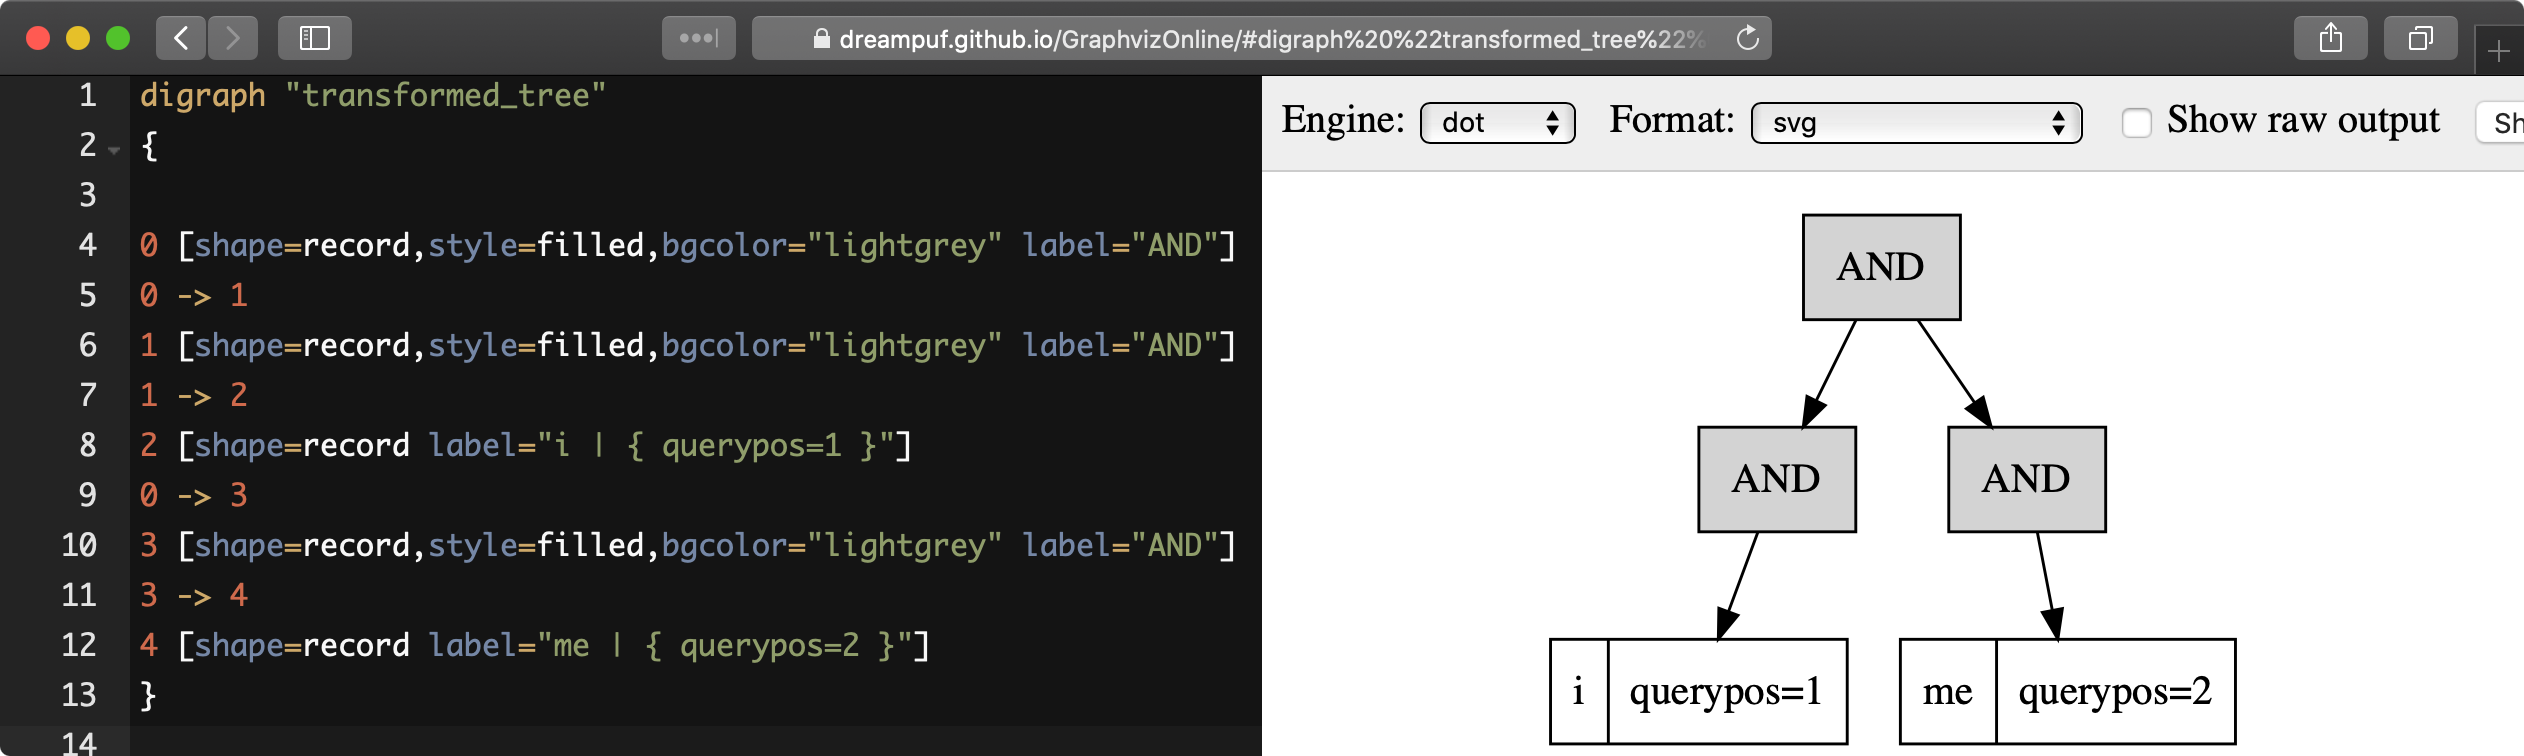 dreampuf.github.io/GraphvizOnline/#digraph%20%22transformed_tree%22%
1 digraph "transformed_tree"
2 {
3
4 0 [shape=record,style=filled,bgcolor="lightgrey" label="AND"]
5 0 -> 1
6 1 [shape=record,style=filled,bgcolor="lightgrey" label="AND"]
7 1 -> 2
8 2 [shape=record label="i | { querypos=1 }"]
9 0 -> 3
10 3 [shape=record,style=filled,bgcolor="lightgrey" label="AND"]
11 3 -> 4
12 4 [shape=record label="me | { querypos=2 }"]
13 }
14
Engine: dot Format: svg Show raw output Sh
AND
AND AND
i querypos=1 me querypos=2